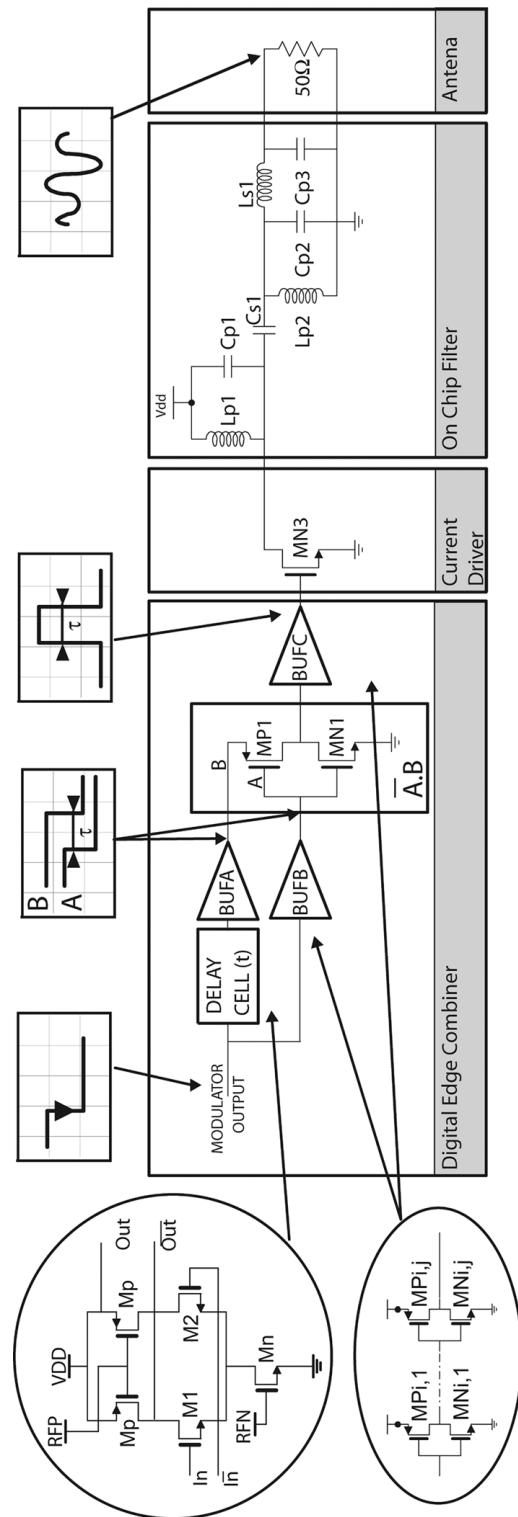 VDD
RFP
Mp
Mp
Out
Out
In
M1
M2
In
RFN
Mn
MPi,1
MPi,j
MNi,1
MNi,j
B
A
τ
τ
MODULATOR
OUTPUT
DELAY
CELL (t)
BUFA
BUFB
B
A
MP1
MN1
A.B
BUFC
Digital Edge Combiner
MN3
Current
Driver
Vdd
Lp1
Cp1
Cs1
Lp2
Cp2
Ls1
Cp3
On Chip Filter
50Ω
Antena